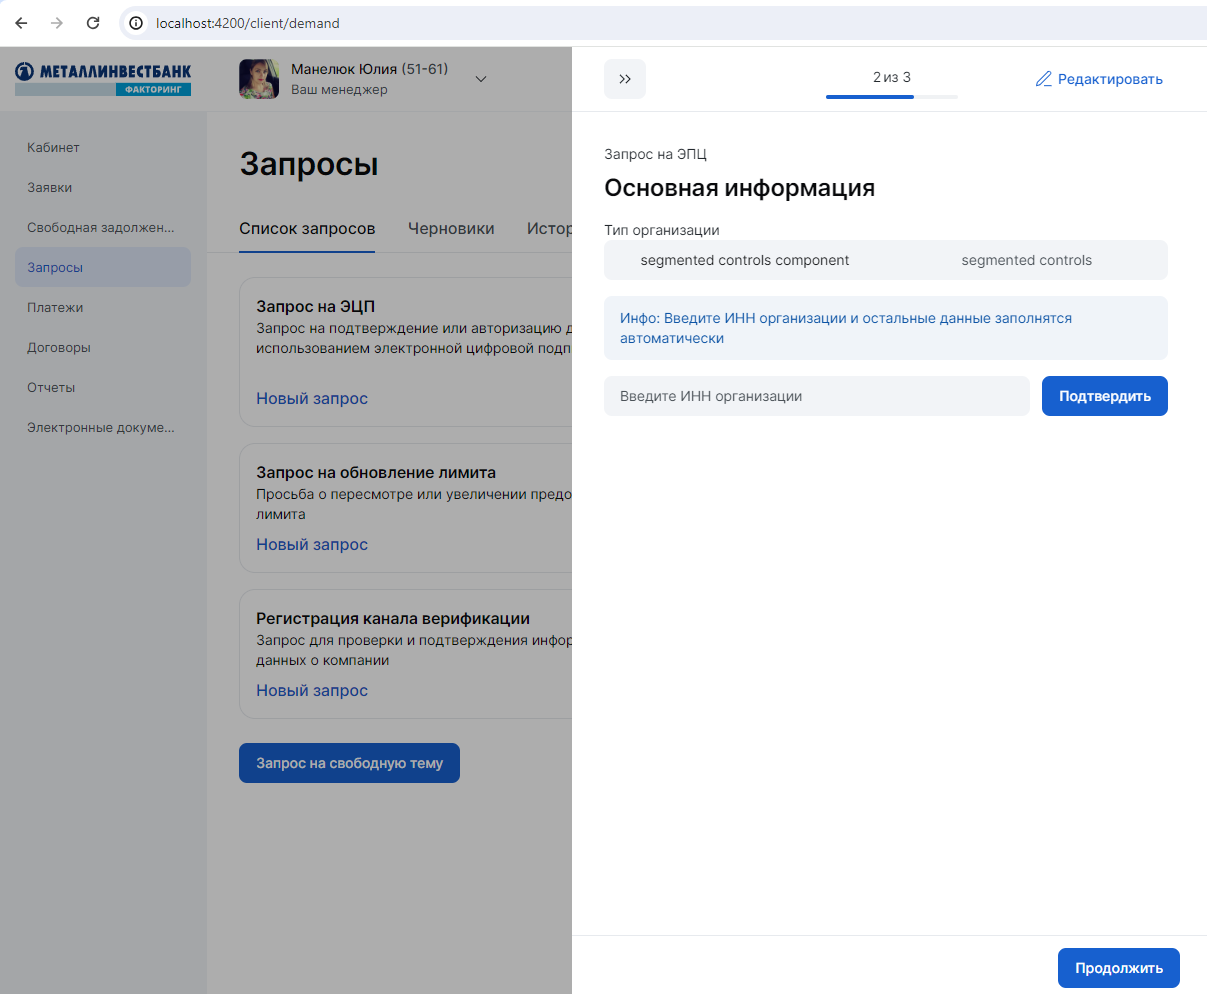 localhost:4200/client/demand
МЕТАЛЛИНВЕСТБАНК
ФАКТОРИНГ
Манелюк Юлия (51-61)
Ваш менеджер
Кабинет
Заявки
Свободная задолжен...
Запросы
Платежи
Договоры
Отчеты
Электронные докуме...
Запросы
Список запросов Черновики Истор
Запрос на ЭЦП
Запрос на подтверждение или авторизацию д
использованием электронной цифровой подп
Новый запрос
Запрос на обновление лимита
Просьба о пересмотре или увеличении предо
лимита
Новый запрос
Регистрация канала верификации
Запрос для проверки и подтверждения инфор
данных о компании
Новый запрос
Запрос на свободную тему
2 из 3
Редактировать
Запрос на ЭПЦ
Основная информация
Тип организации
segmented controls component segmented controls
Инфо: Введите ИНН организации и остальные данные заполнятся
автоматически
Введите ИНН организации Подтвердить
Продолжить